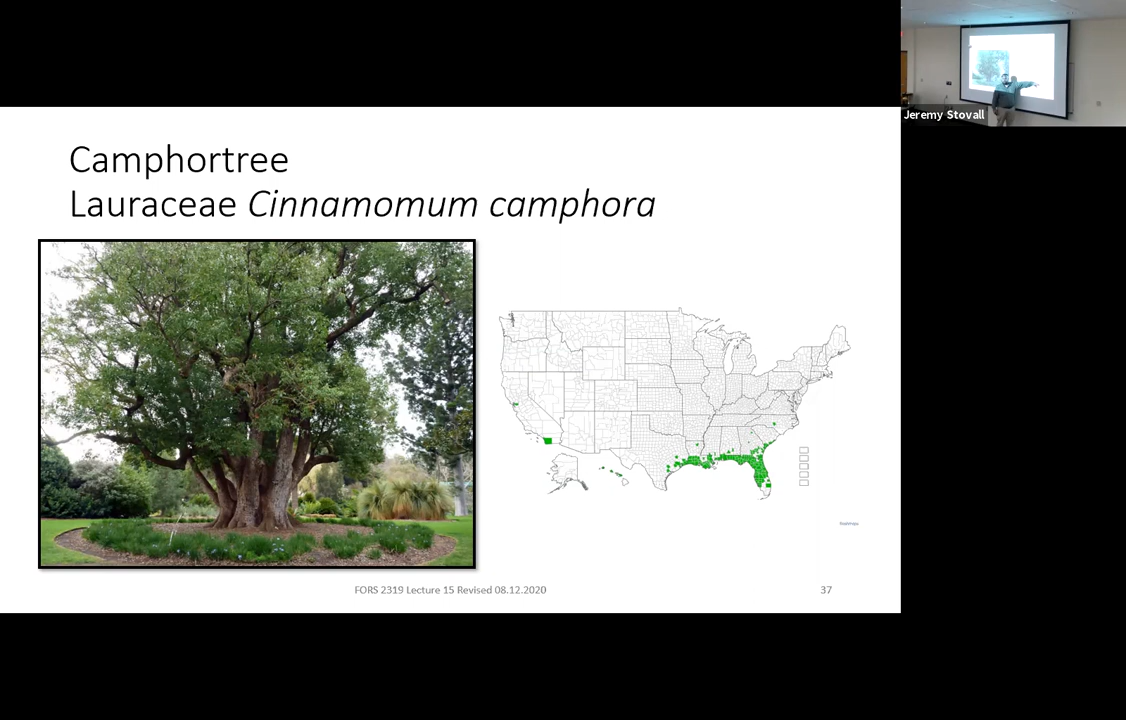 Jeremy Stovall
Camphortree
Lauraceae Cinnamomum camphora
FORS 2319 Lecture 15 Revised 08.12.2020
37